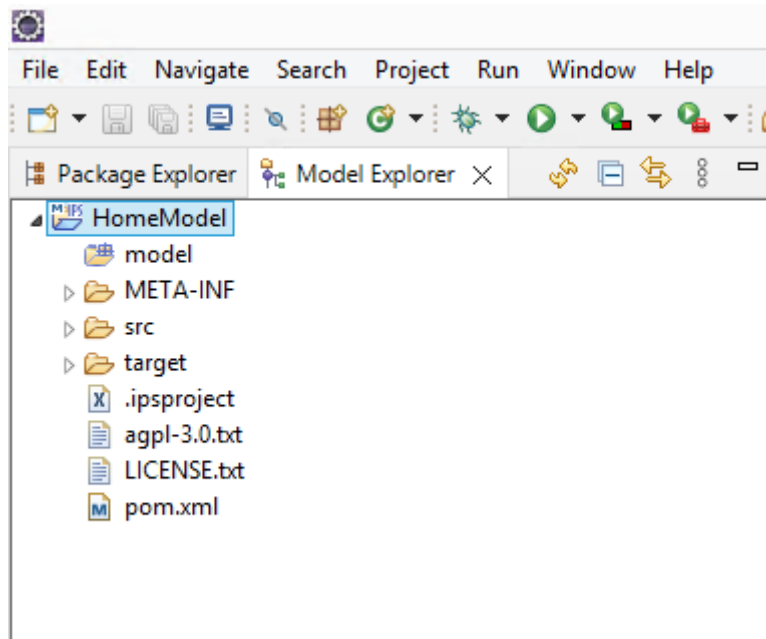 File Edit Navigate Search Project Run Window Help
Package Explorer Model Explorer
M IPS HomeModel
model
META-INF
src
target
X .ipsproject
agpl-3.0.txt
LICENSE.txt
M pom.xml